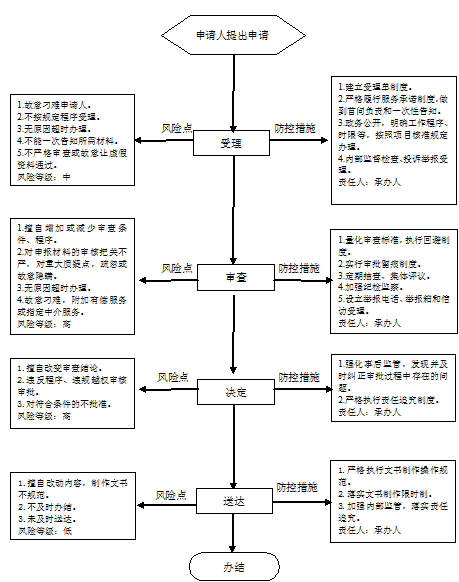 申请人提出申请
1.故意刁难申请人。
2.不按规定程序受理。
3.无原因超时办理。
4.不能一次告知所需材料。
5.不严格审查或故意让虚假
资料通过。
风险等级：中
风险点
受理
防控措施
1.建立受理单制度。
2.严格履行服务承诺制度，做
到首问负责和一次性告知。
3.政务公开，明确工作程序、
时限等，按照项目核准规定
办理。
4.内部监督检查、投诉举报受
理。
责任人：承办人
1.擅自增加或减少审查条
件、程序。
2.对申报材料的审核把关不
严，对重大质疑点，疏忽或
故意隐瞒。
3.无原因超时办理。
4.故意刁难，附加有偿服务
或指定中介服务。
风险等级：高
风险点
审查
防控措施
1.量化审查标准，执行回避制
度。
2.实行审批留痕制度。
3.定期抽查、集体评议。
4.加强纪检监察。
5.设立举报电话、举报箱和信
访受理。
责任人：承办人
1.擅自改变审查结论。
2.违反程序、违规越权审核
审批。
3.对符合条件的不批准。
风险等级：高
风险点
决定
防控措施
1.强化事后监管，发现并及
时纠正审批过程中存在的问
题。
2.严格执行责任追究制度。
责任人：承办人
1.擅自改动内容，制作文书
不规范。
2.不及时办结。
3.未及时送达。
风险等级：低
风险点
送达
防控措施
1.严格执行文书制作操作规
范。
2.落实文书制作限时制。
3.加强内部监管，落实责任
追究。
责任人：承办人
办结